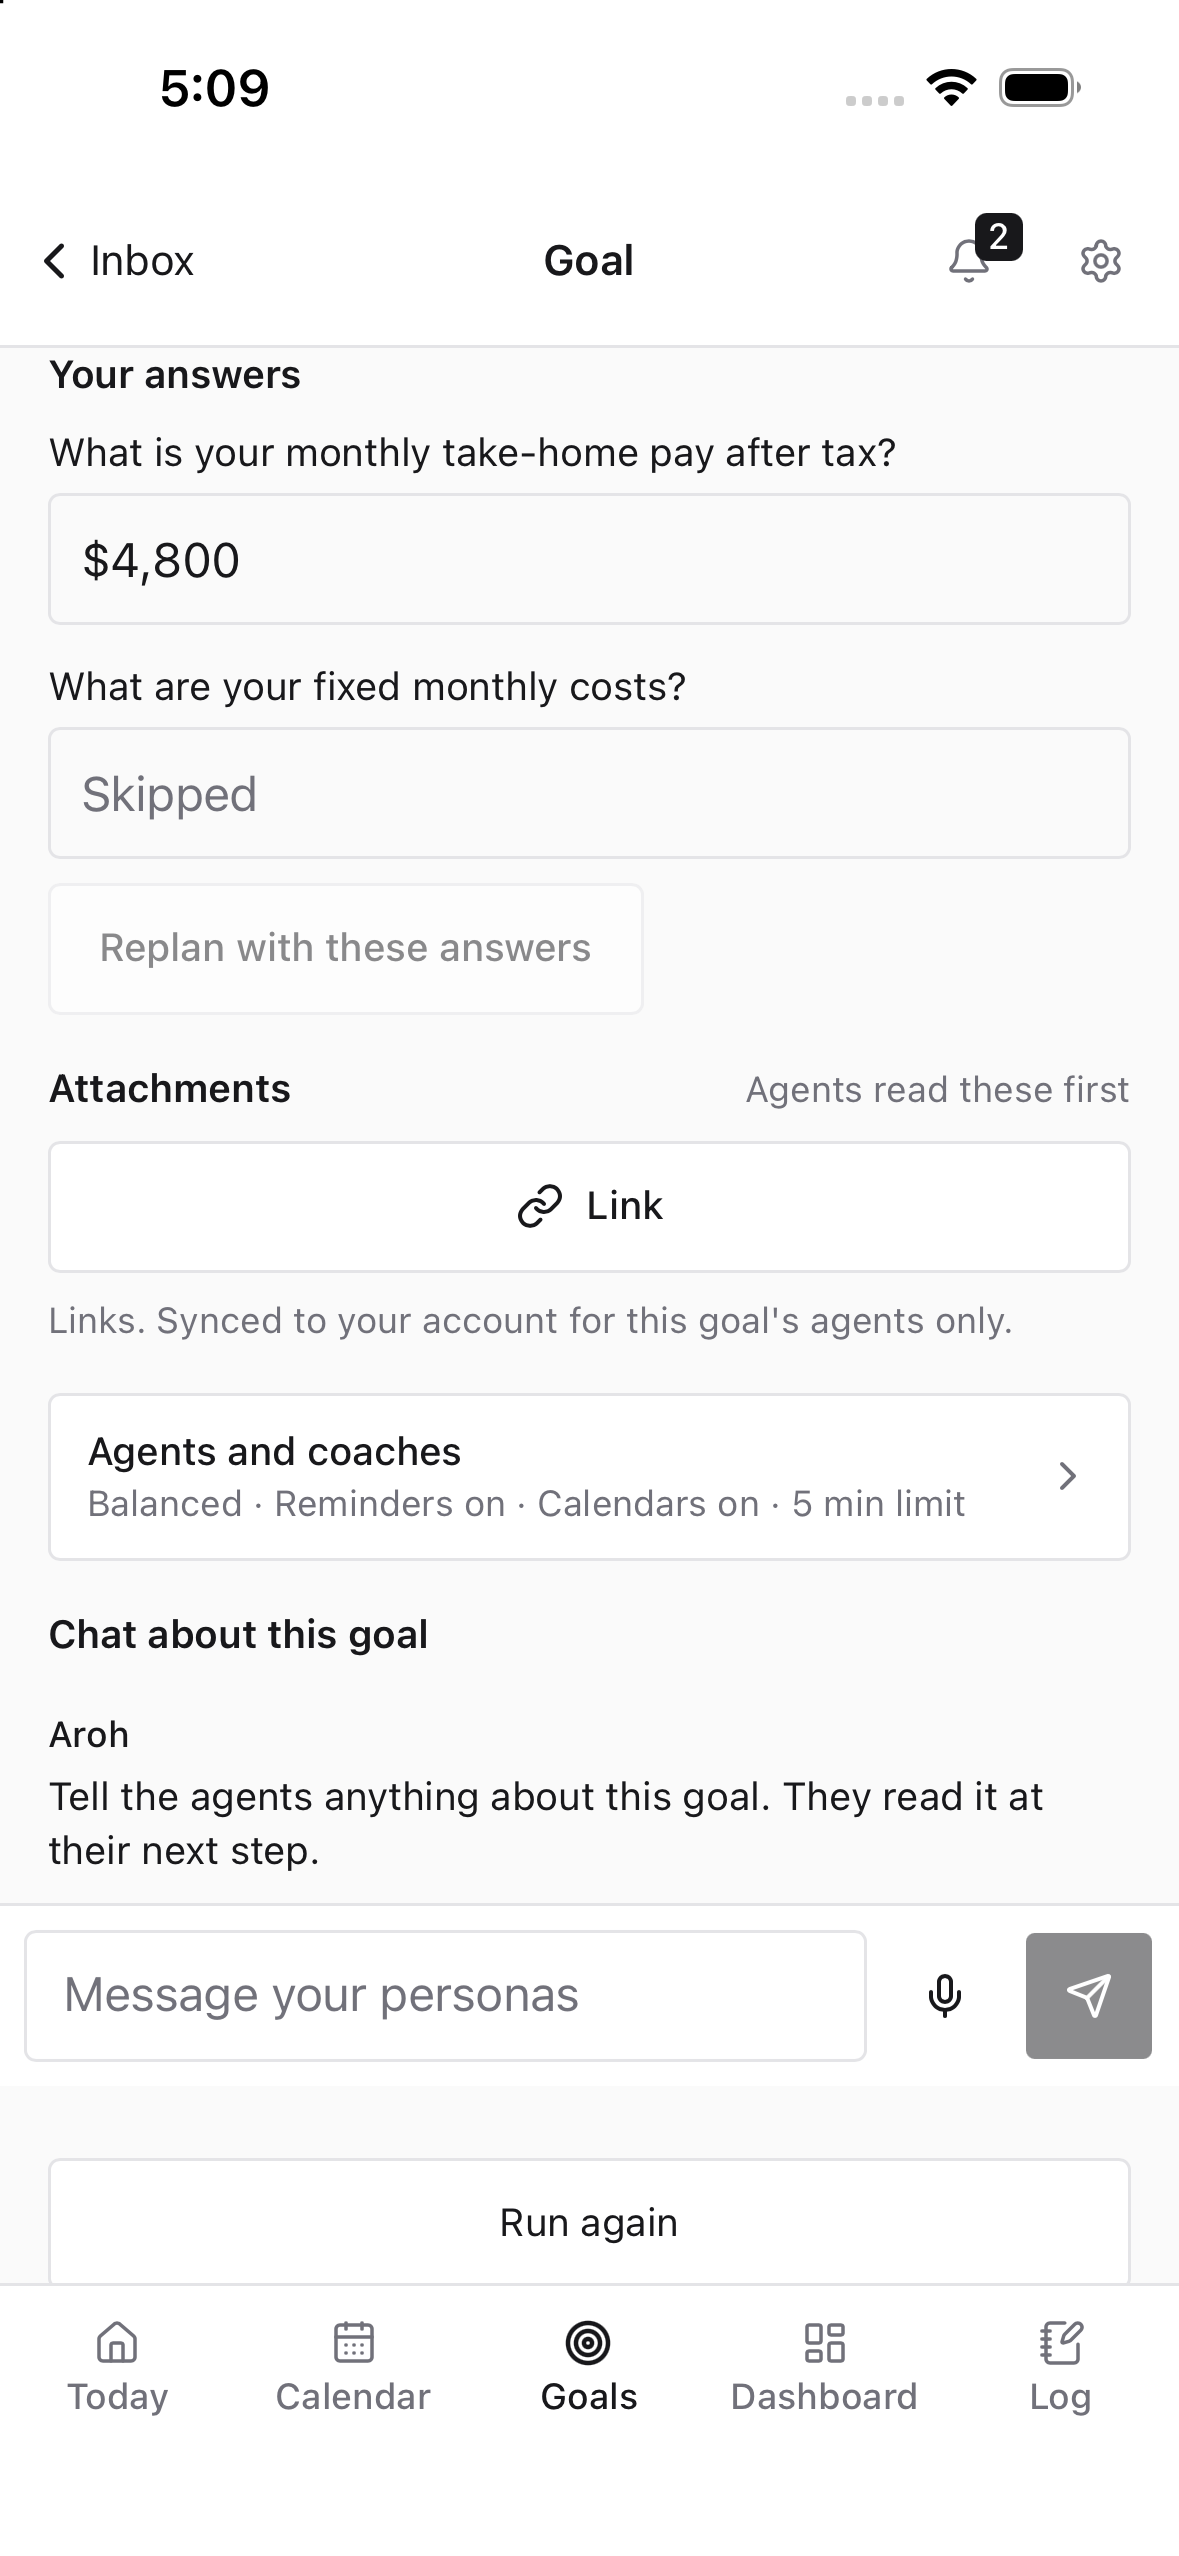 5:09
Inbox
Goal
2
Your answers
What is your monthly take-home pay after tax?
$4,800
What are your fixed monthly costs?
Skipped
Replan with these answers
Attachments
Agents read these first
Link
Links. Synced to your account for this goal's agents only.
Agents and coaches
Balanced · Reminders on · Calendars on · 5 min limit
Chat about this goal
Aroh
Tell the agents anything about this goal. They read it at
their next step.
Message your personas
Run again
Today
Calendar
Goals
Dashboard
Log